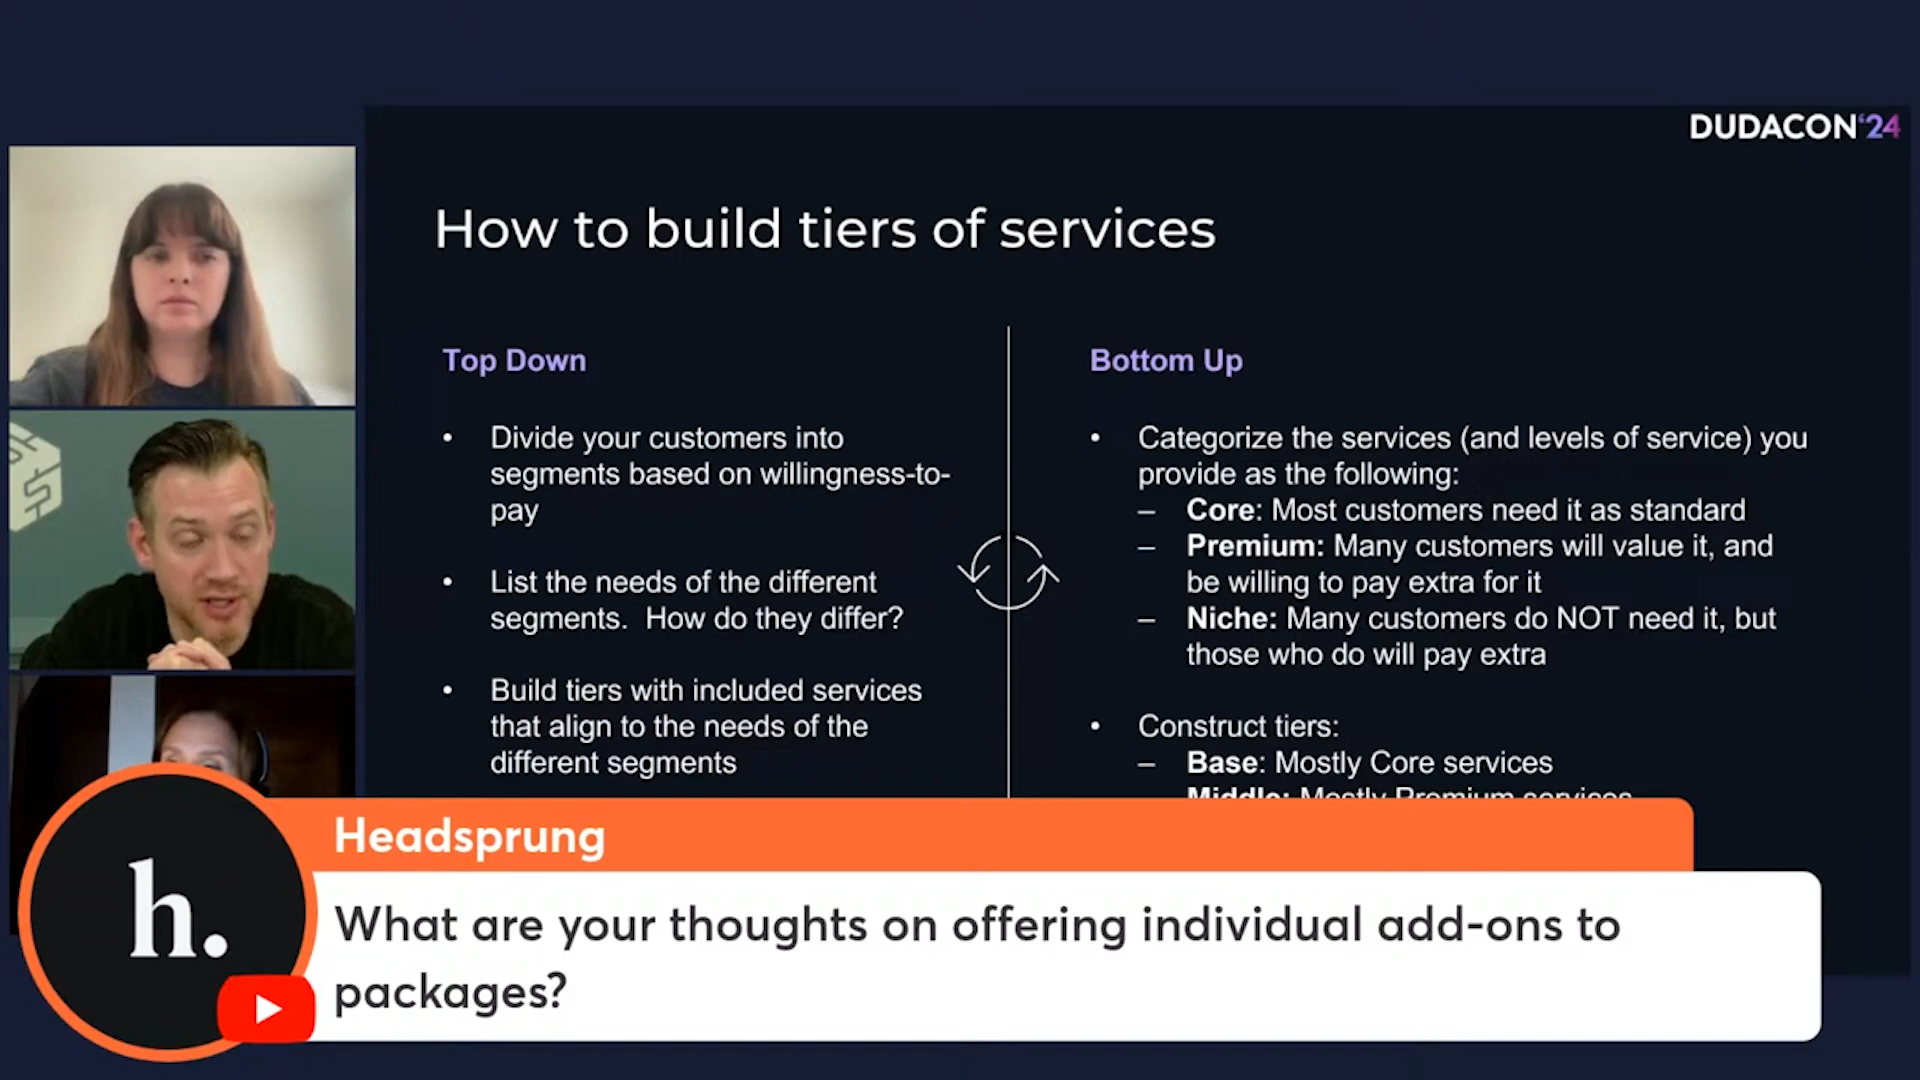 DUDACON'24
How to build tiers of services
Top Down
• Divide your customers into
segments based on willingness-to-
pay
• List the needs of the different
segments.  How do they differ?
• Build tiers with included services
that align to the needs of the
different segments
Bottom Up
• Categorize the services (and levels of service) you
provide as the following:
– Core: Most customers need it as standard
– Premium: Many customers will value it, and
be willing to pay extra for it
– Niche: Many customers do NOT need it, but
those who do will pay extra
• Construct tiers:
– Base: Mostly Core services
Middle: Mostly Premium services
Headsprung
h.
What are your thoughts on offering individual add-ons to
packages?